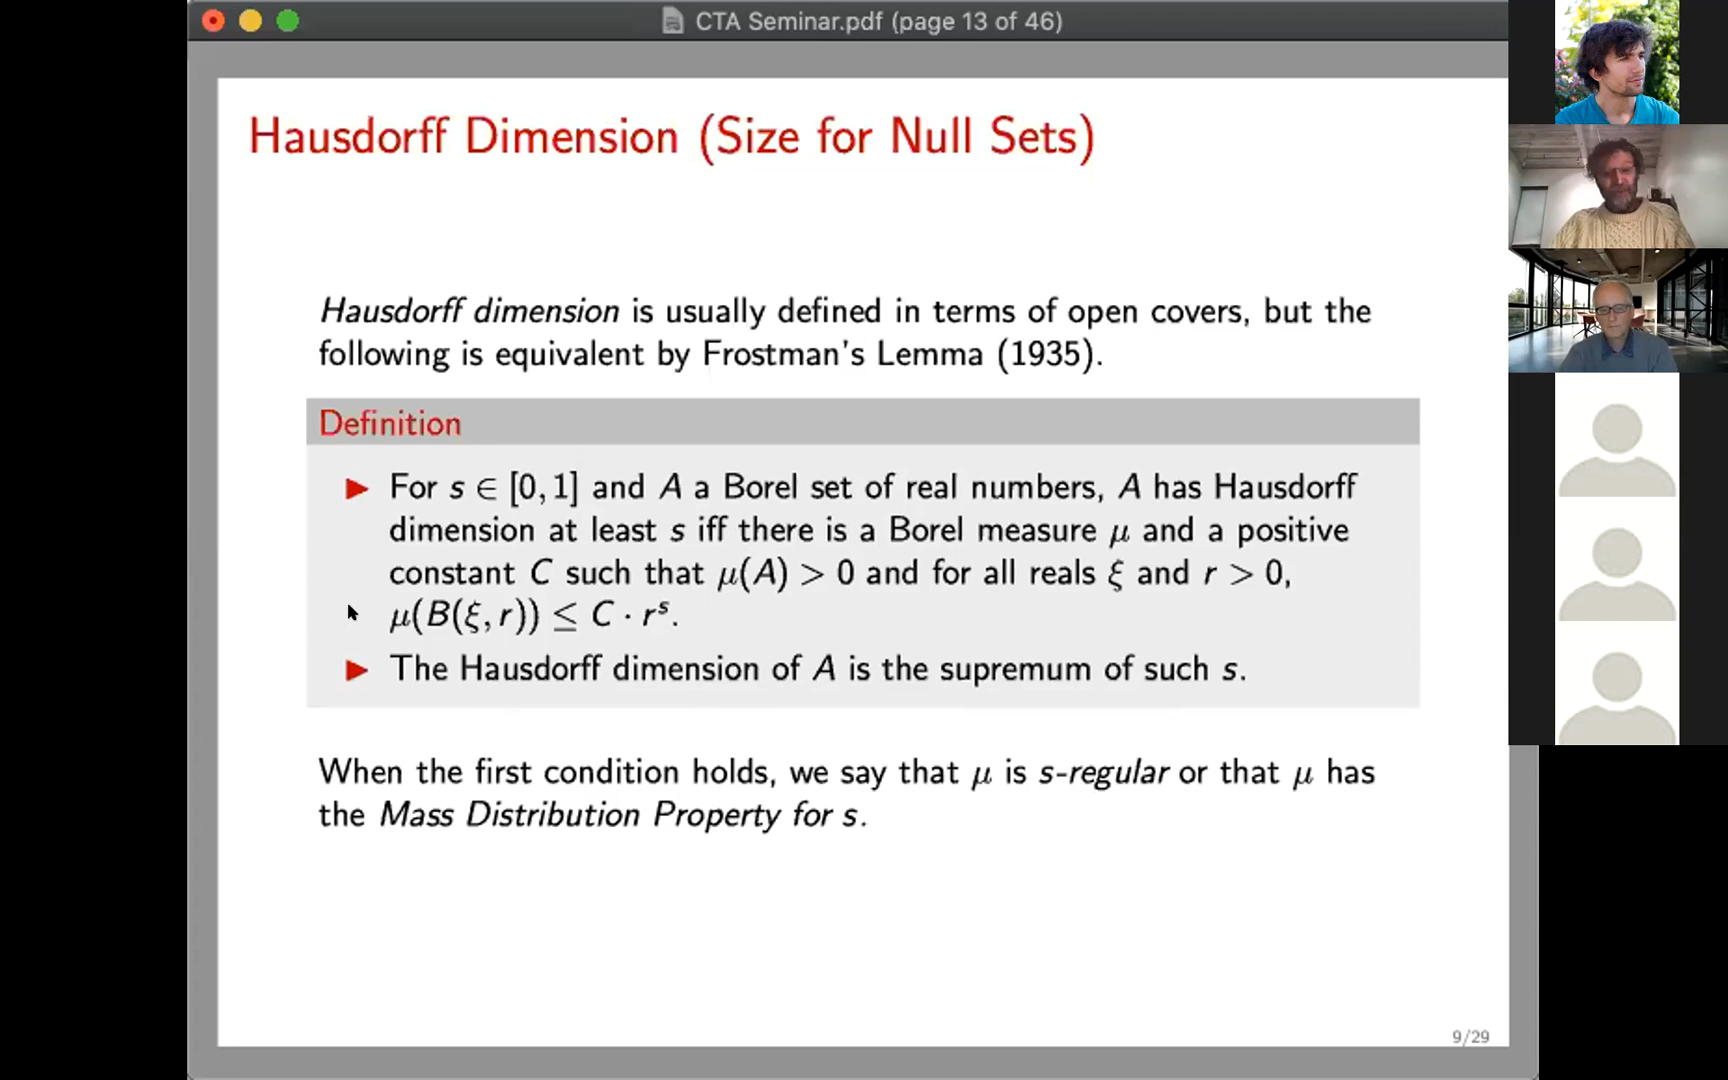 CTA Seminar.pdf (page 13 of 46)
Hausdorff Dimension (Size for Null Sets)
Hausdorff dimension is usually defined in terms of open covers, but the
following is equivalent by Frostman's Lemma (1935).
Definition
▶ For s ∈ [0, 1] and A a Borel set of real numbers, A has Hausdorff
dimension at least s iff there is a Borel measure μ and a positive
constant C such that μ(A) > 0 and for all reals ξ and r > 0,
μ(B(ξ, r)) ≤ C · rˢ.
▶ The Hausdorff dimension of A is the supremum of such s.
When the first condition holds, we say that μ is s-regular or that μ has
the Mass Distribution Property for s.
9/29